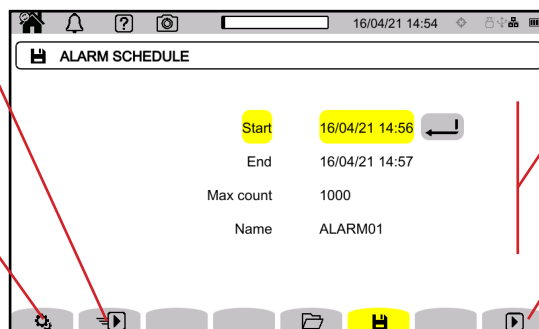 16/04/21 14:54
ALARM SCHEDULE
Start 16/04/21 14:56
End 16/04/21 14:57
Max count 1000
Name ALARM01